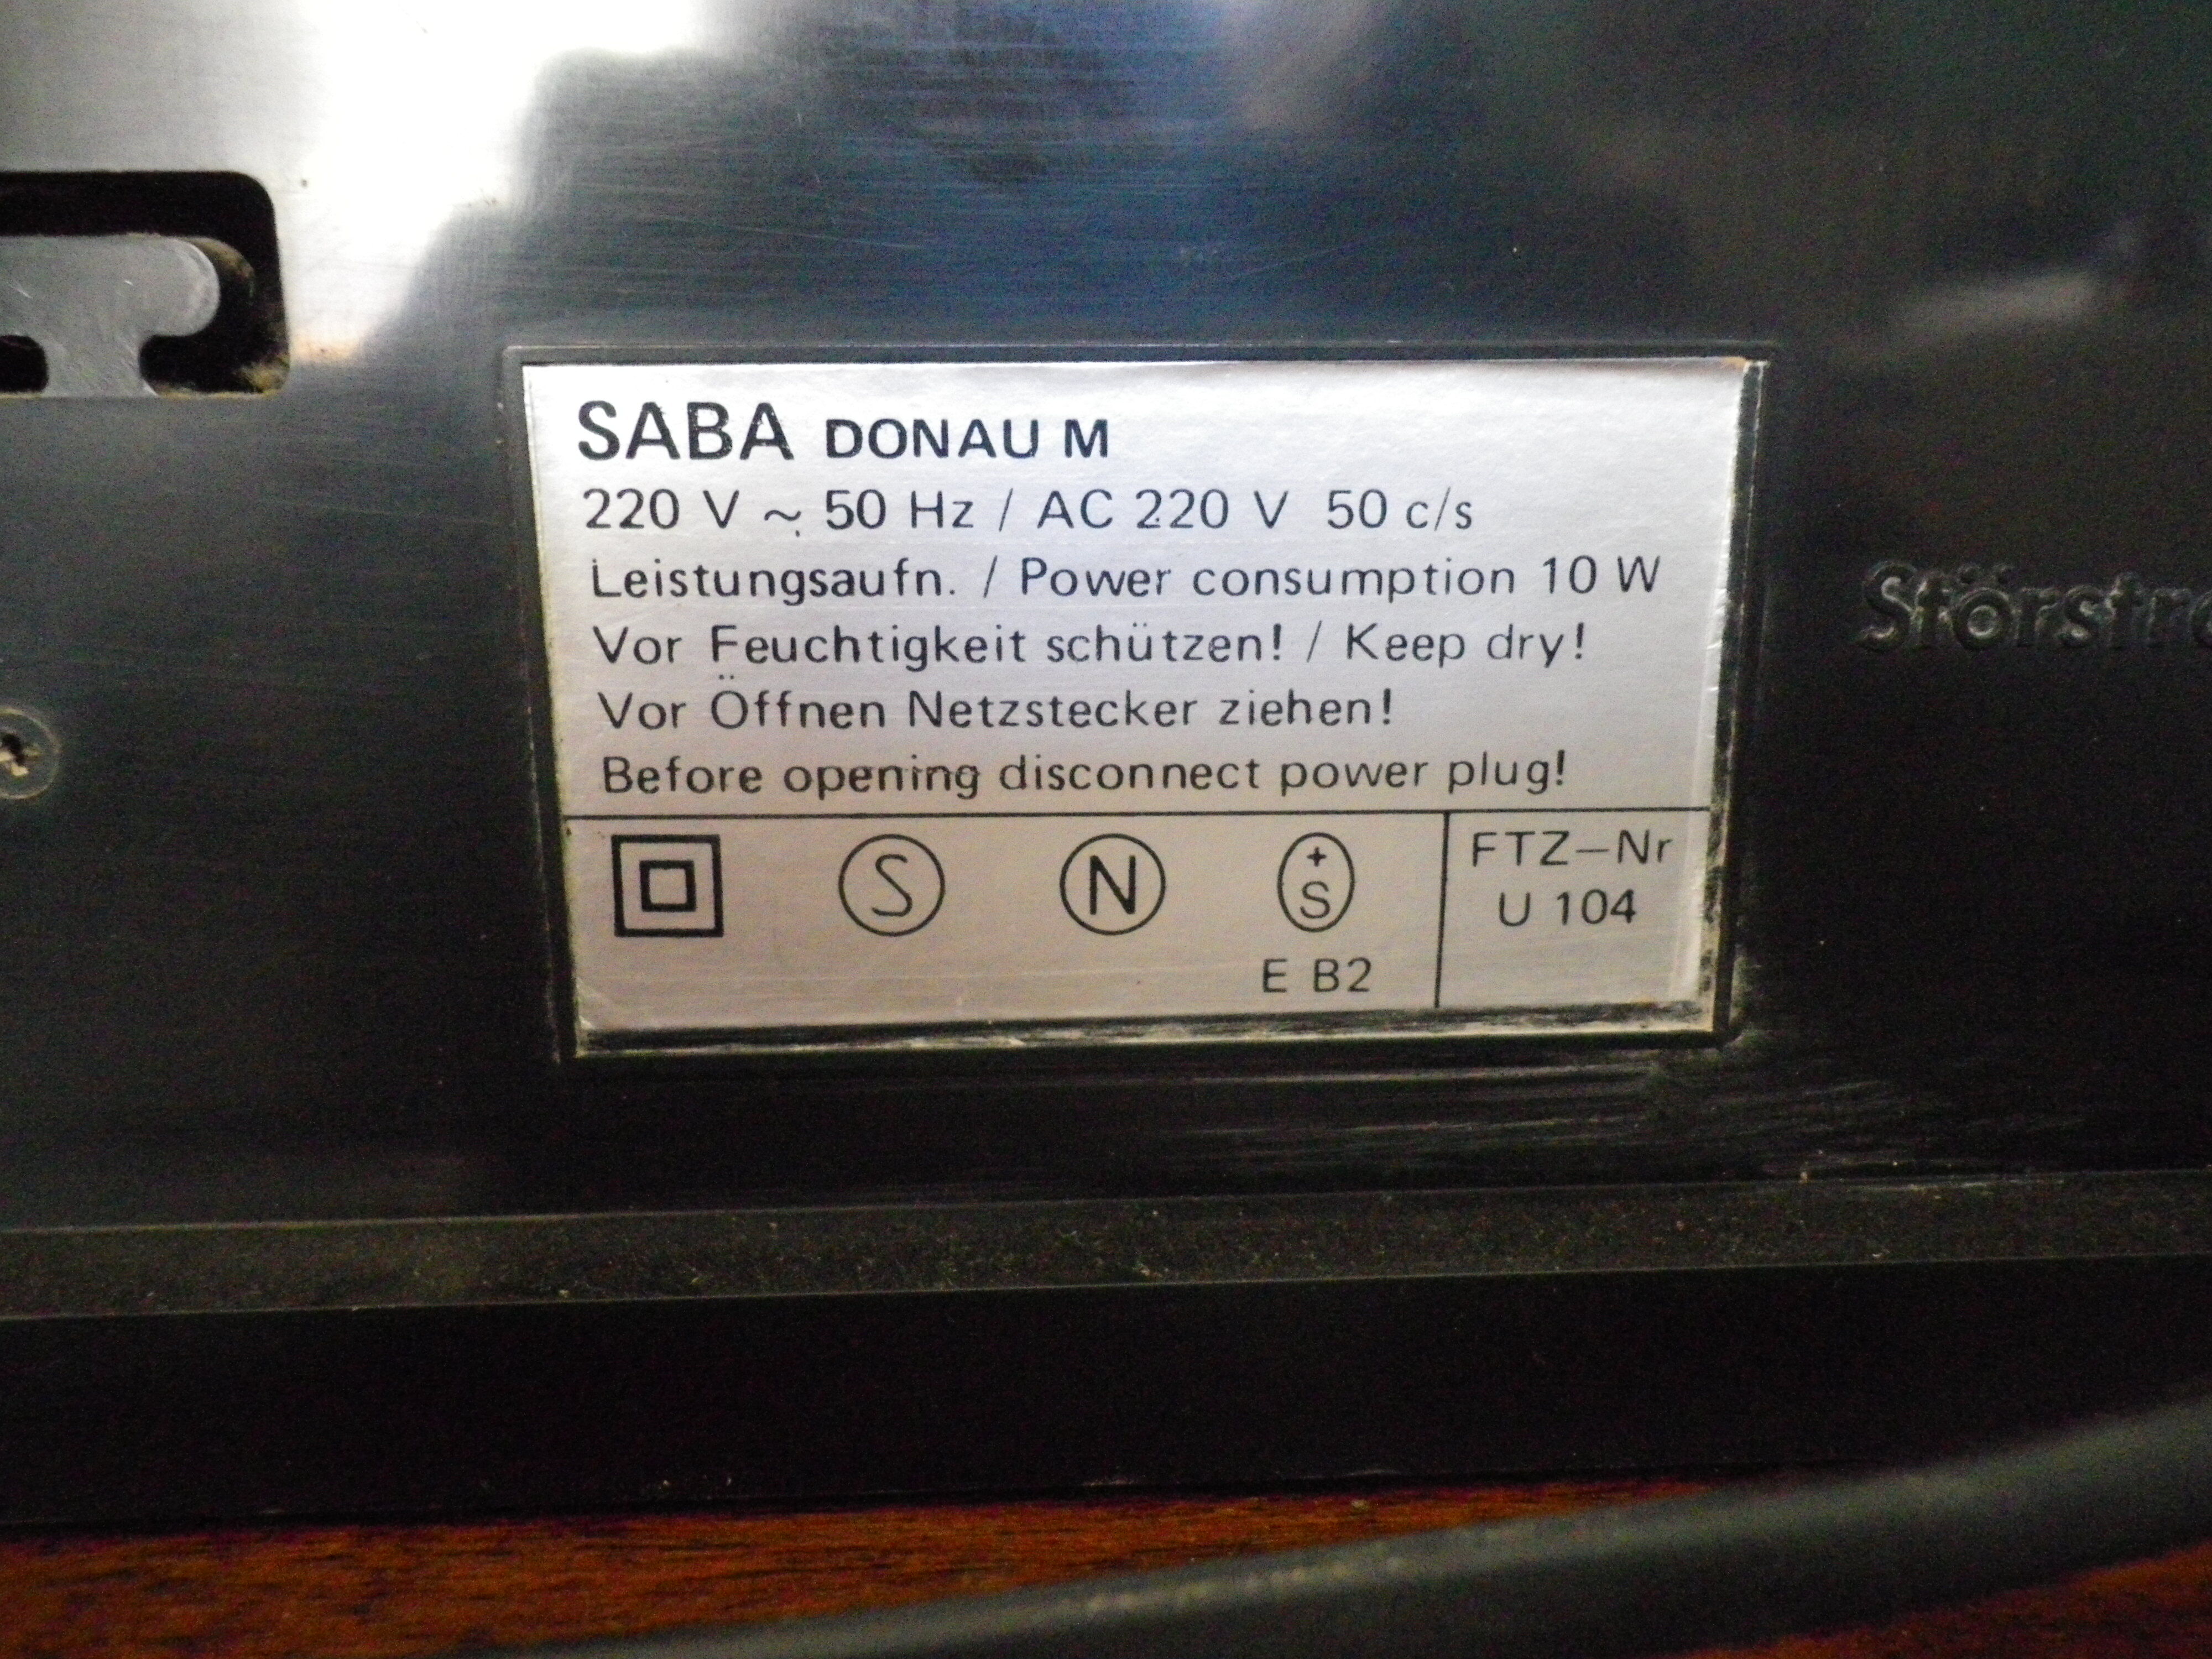 SABA DONAU M
220 V ~ 50 Hz / AC 220 V 50 c/s
Leistungsaufn. / Power consumption 10 W
Vor Feuchtigkeit schützen! / Keep dry!
Vor Öffnen Netzstecker ziehen!
Before opening disconnect power plug!
S N + S
E B2
FTZ-Nr
U 104